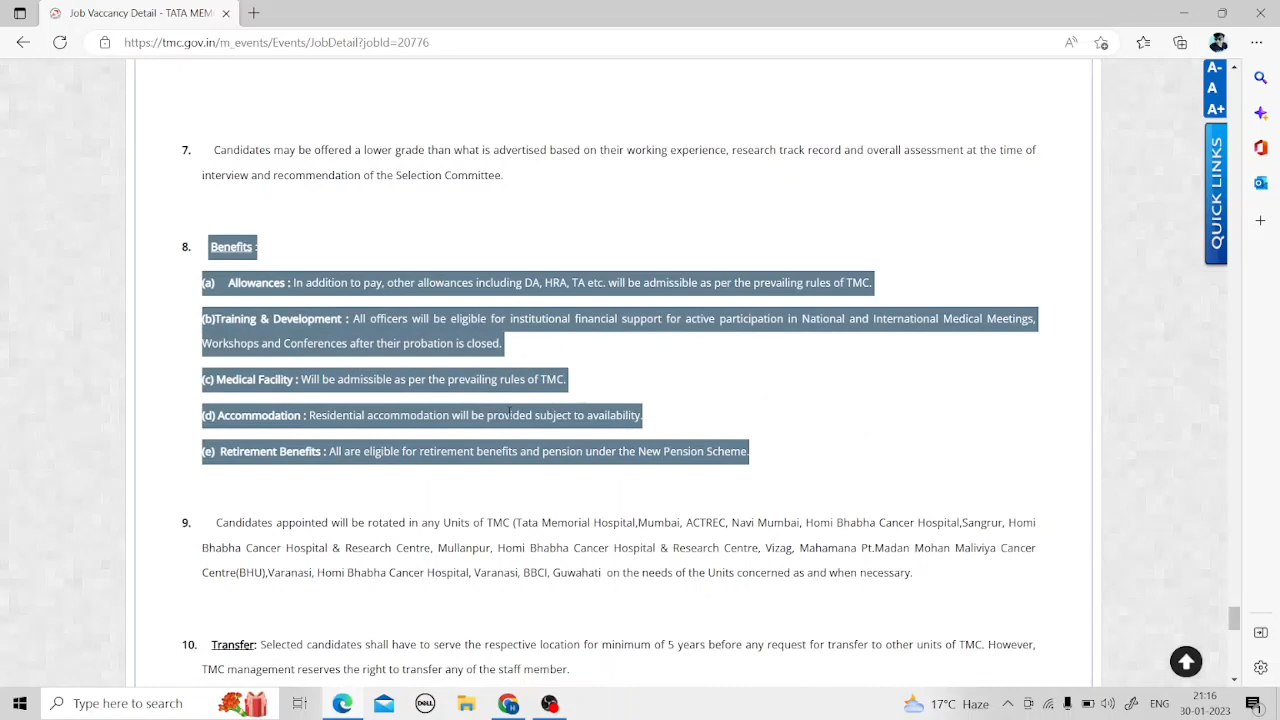 Job Vaccancy Detail - TATA MEM
https://tmc.gov.in/m_events/Events/JobDetail?jobId=20776
A-
A
A+
QUICK LINKS
7. Candidates may be offered a lower grade than what is advertised based on their working experience, research track record and overall assessment at the time of
interview and recommendation of the Selection Committee.
8. Benefits :
(a) Allowances : In addition to pay, other allowances including DA, HRA, TA etc. will be admissible as per the prevailing rules of TMC.
(b)Training & Development : All officers will be eligible for institutional financial support for active participation in National and International Medical Meetings,
Workshops and Conferences after their probation is closed.
(c) Medical Facility : Will be admissible as per the prevailing rules of TMC.
(d) Accommodation : Residential accommodation will be provided subject to availability.
(e) Retirement Benefits : All are eligible for retirement benefits and pension under the New Pension Scheme.
9. Candidates appointed will be rotated in any Units of TMC (Tata Memorial Hospital,Mumbai, ACTREC, Navi Mumbai, Homi Bhabha Cancer Hospital,Sangrur, Homi
Bhabha Cancer Hospital & Research Centre, Mullanpur, Homi Bhabha Cancer Hospital & Research Centre, Vizag, Mahamana Pt.Madan Mohan Maliviya Cancer
Centre(BHU),Varanasi, Homi Bhabha Cancer Hospital, Varanasi, BBCI, Guwahati on the needs of the Units concerned as and when necessary.
10. Transfer: Selected candidates shall have to serve the respective location for minimum of 5 years before any request for transfer to other units of TMC. However,
TMC management reserves the right to transfer any of the staff member.
Type here to search
DELL
17°C Haze
ENG
21:16
30-01-2023